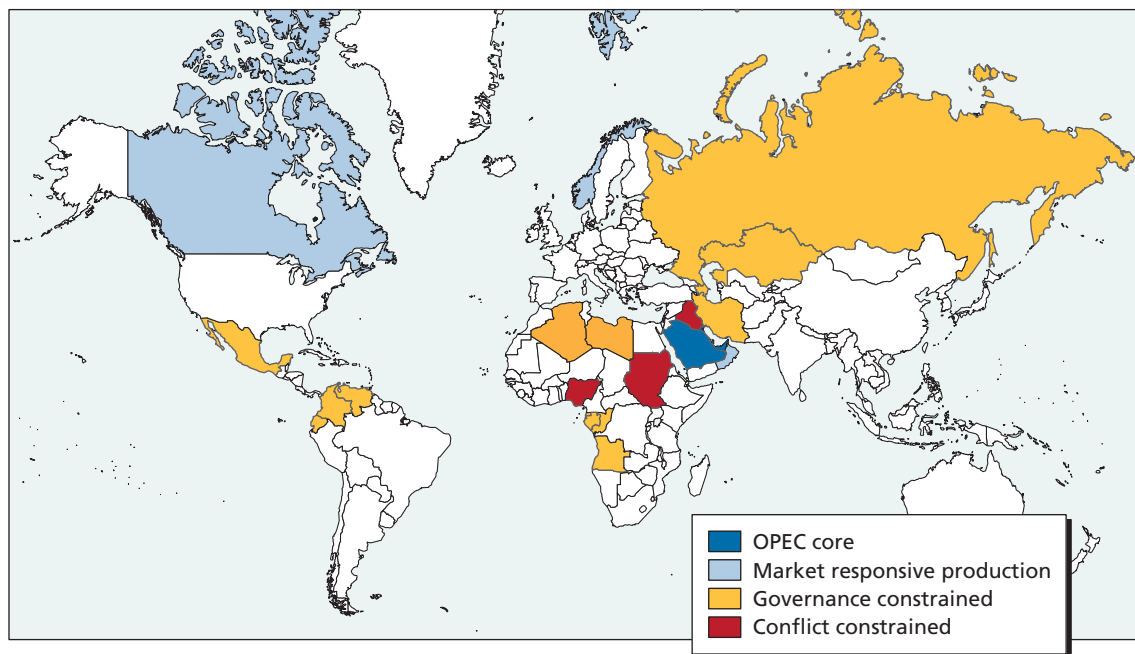 OPEC core
Market responsive production
Governance constrained
Conflict constrained